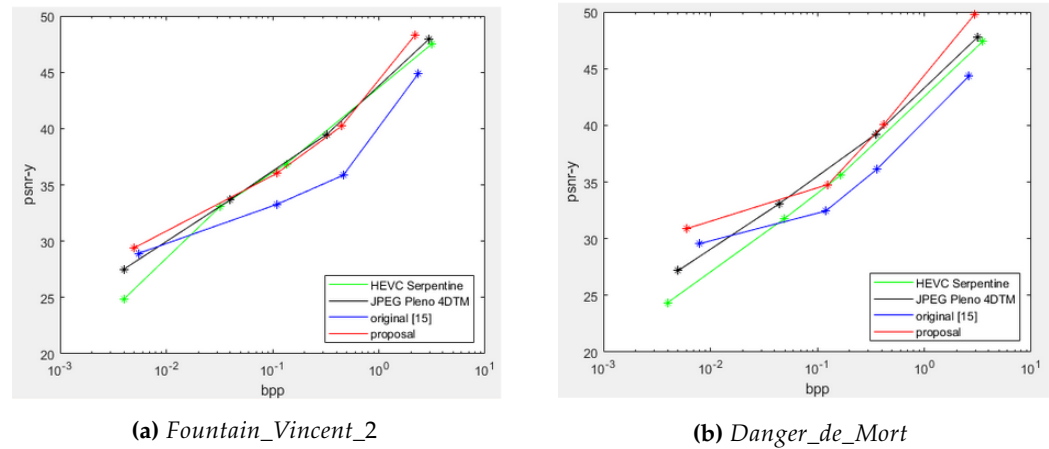 50
45
40
35
30
25
20
psnr-y
10^-3
10^-2
10^-1
10^0
10^1
bpp
HEVC Serpentine
JPEG Pleno 4DTM
original [15]
proposal
(a) Fountain_Vincent_2
50
45
40
35
30
25
20
psnr-y
10^-3
10^-2
10^-1
10^0
10^1
bpp
HEVC Serpentine
JPEG Pleno 4DTM
original [15]
proposal
(b) Danger_de_Mort